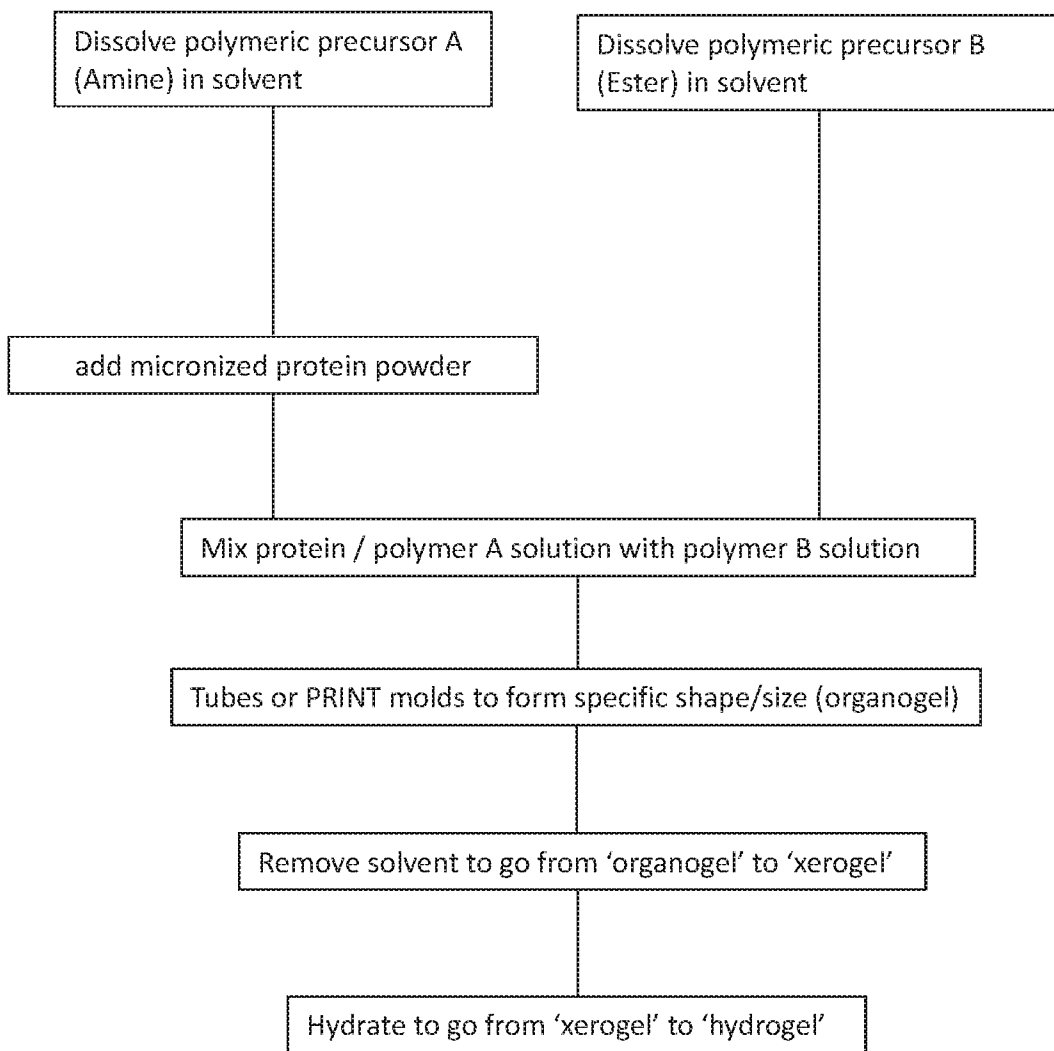 Dissolve polymeric precursor A
(Amine) in solvent
Dissolve polymeric precursor B
(Ester) in solvent
add micronized protein powder
Mix protein / polymer A solution with polymer B solution
Tubes or PRINT molds to form specific shape/size (organogel)
Remove solvent to go from ‘organogel’ to ‘xerogel’
Hydrate to go from ‘xerogel’ to ‘hydrogel’